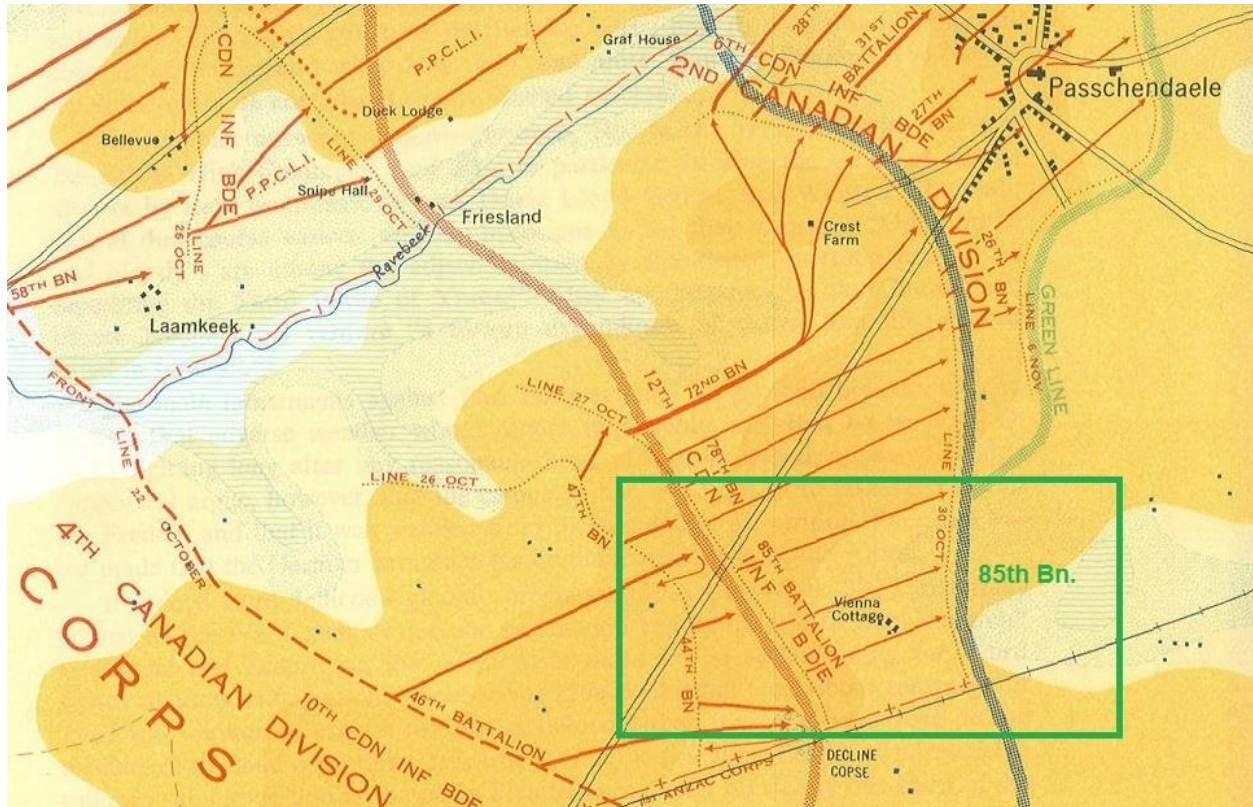 Graf House
28TH
31ST
BATTALION
6TH CDN INF BDE
27TH BN
2ND CANADIAN DIVISION
Passchendaele
CDN INF BDE
P.P.C.L.I.
Duck Lodge
Bellevue
P.P.C.L.I.
Snipe Hall
LINE 29 OCT
Friesland
Ravebeek
LINE 26 OCT
Crest
Farm
26TH BN
LINE 6 NOV
GREEN LINE
58TH BN
Laamkeek
FRONT LINE 22 OCTOBER
12TH CDN INF BDE
72ND BN
LINE 27 OCT
78TH BN
LINE 26 OCT
47TH BN
LINE 30 OCT
85TH BATTALION
85th Bn.
Vienna
Cottage
44TH BN
4TH CANADIAN DIVISION
CORPS
10TH CDN INF BDE
46TH BATTALION
1ST ANZAC CORPS
DECLINE
COPSE